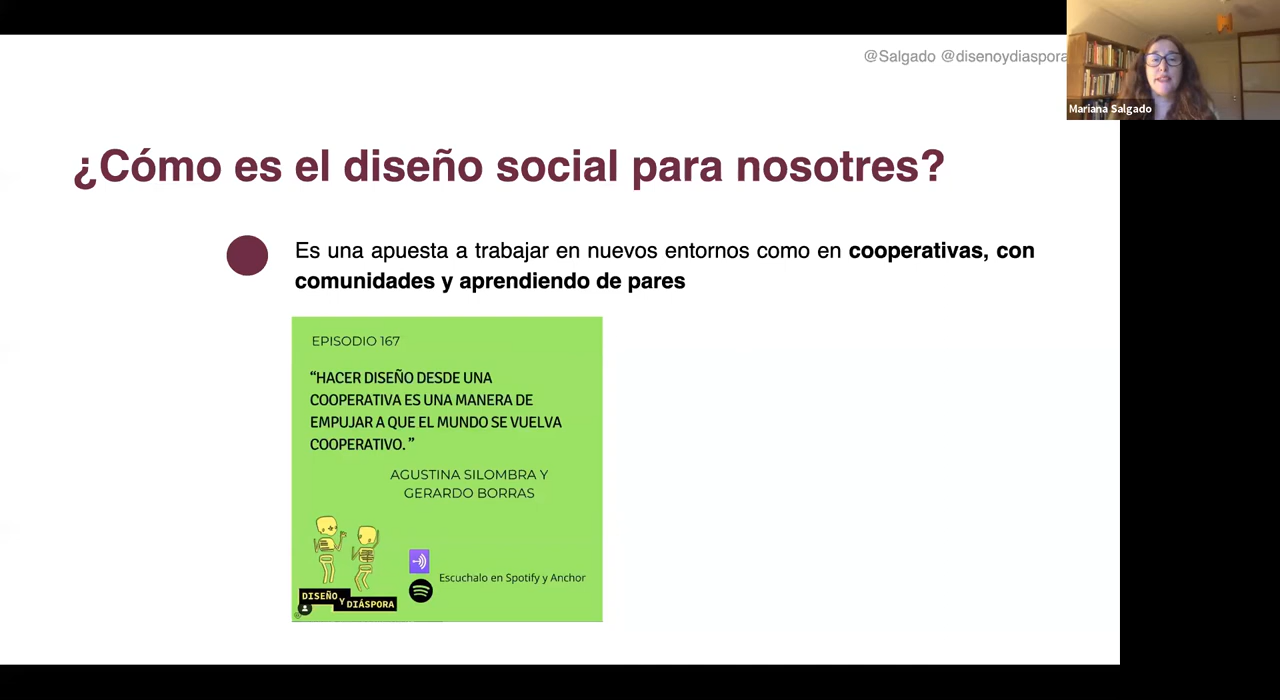 @Salgado @disenoydiaspora
Mariana Salgado
¿Cómo es el diseño social para nosotres?
Es una apuesta a trabajar en nuevos entornos como en cooperativas, con
comunidades y aprendiendo de pares
EPISODIO 167
“HACER DISEÑO DESDE UNA
COOPERATIVA ES UNA MANERA DE
EMPUJAR A QUE EL MUNDO SE VUELVA
COOPERATIVO.”
AGUSTINA SILOMBRA Y
GERARDO BORRAS
Escuchalo en Spotify y Anchor
DISEÑO
Y DIÁSPORA